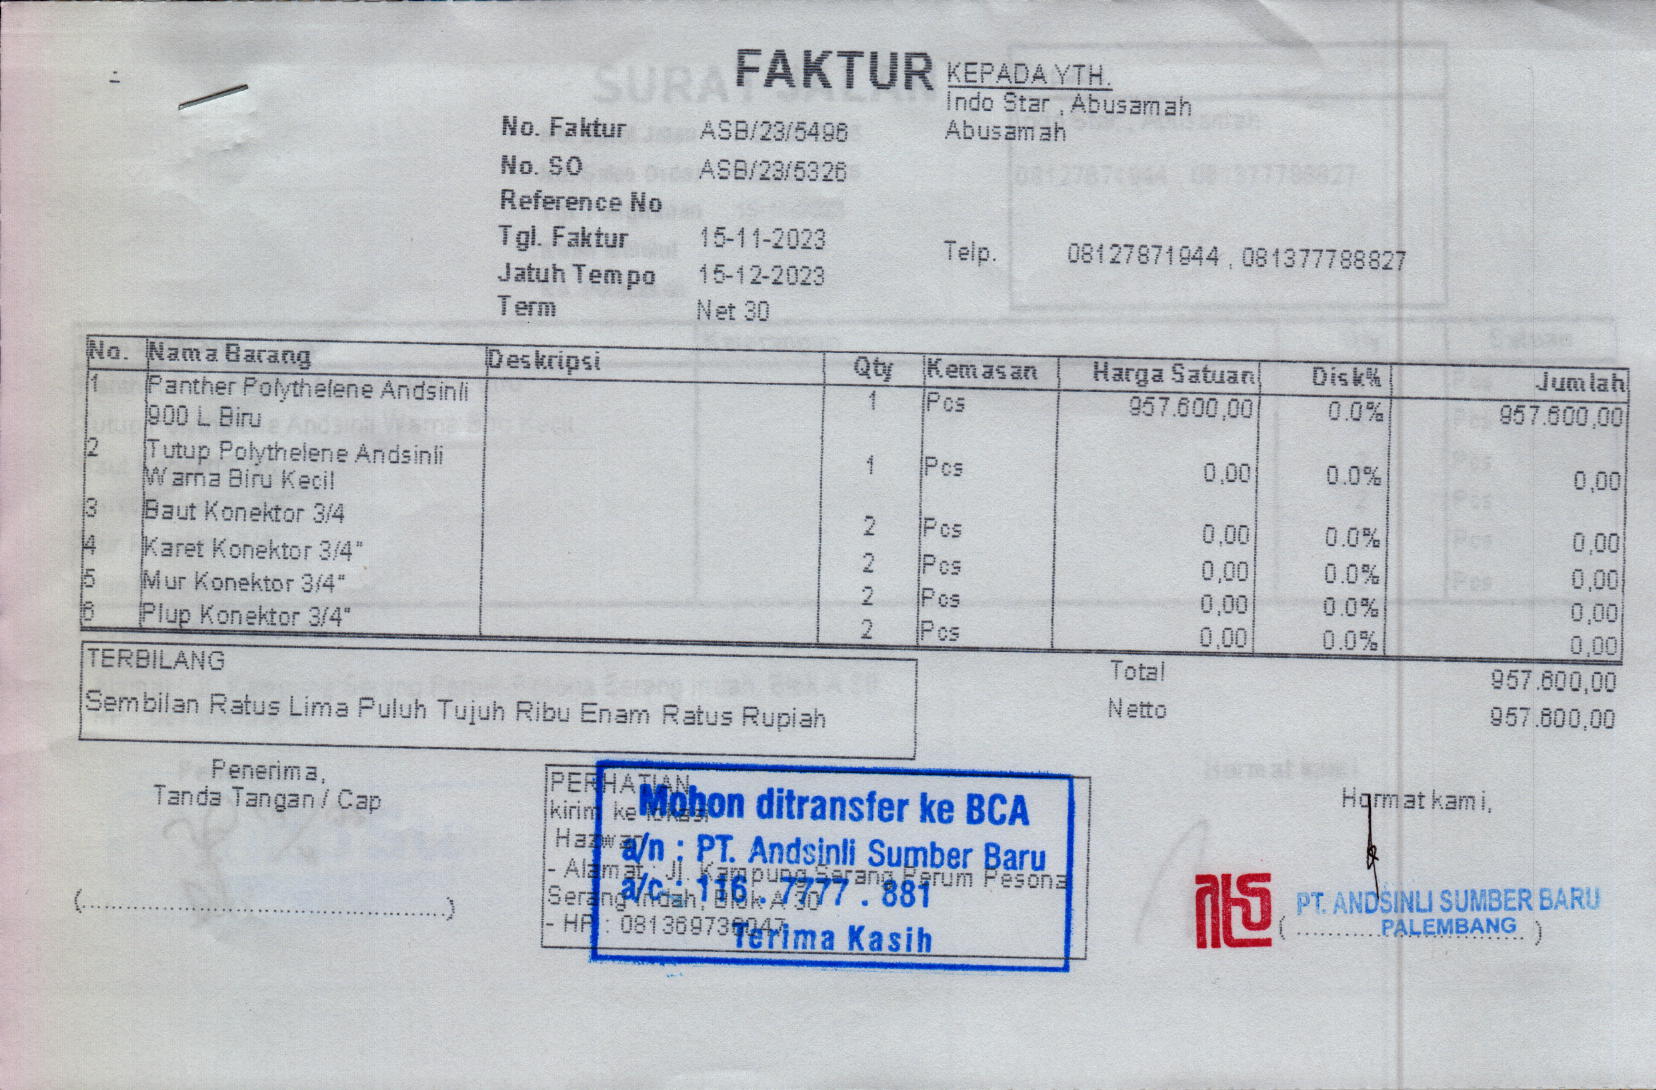 FAKTUR
KEPADA YTH.
Indo Star , Abusamah
Abusamah
No. Faktur ASB/23/5496
No. SO ASB/23/5326
Reference No
Tgl. Faktur 15-11-2023
Telp. 08127871944 , 081377788827
Jatuh Tempo 15-12-2023
Term Net 30
No. Nama Barang Deskripsi Qty Kemasan Harga Satuan Disk% Jumlah
1 Panther Polythelene Andsinli 1 Pcs 957.600,00 0.0% 957.600,00
900 L Biru
2 Tutup Polythelene Andsinli 1 Pcs 0,00 0.0% 0,00
Warna Biru Kecil
3 Baut Konektor 3/4 2 Pcs 0,00 0.0% 0,00
4 Karet Konektor 3/4" 2 Pcs 0,00 0.0% 0,00
5 Mur Konektor 3/4" 2 Pcs 0,00 0.0% 0,00
6 Plup Konektor 3/4" 2 Pcs 0,00 0.0% 0,00
TERBILANG
Sembilan Ratus Lima Puluh Tujuh Ribu Enam Ratus Rupiah
Total 957.600,00
Netto 957.600,00
Penerima,
Tanda Tangan / Cap
(..........................................)
PERHATIAN
kirim ke lokasi
Hazwan
- Alamat : Jl. Kampung Serang Perum Pesona
Serang Indah, Blok A 30
- HP : 081369736047
Mohon ditransfer ke BCA
a/n : PT. Andsinli Sumber Baru
a/c : 116 . 7777 . 881
Terima Kasih
Hormat kami,
PT. ANDSINLI SUMBER BARU
PALEMBANG